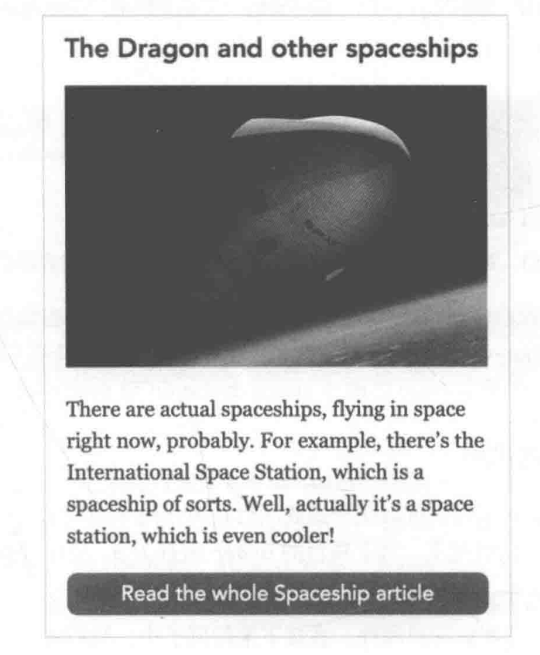 The Dragon and other spaceships
There are actual spaceships, flying in space
right now, probably. For example, there's the
International Space Station, which is a
spaceship of sorts. Well, actually it's a space
station, which is even cooler!
Read the whole Spaceship article